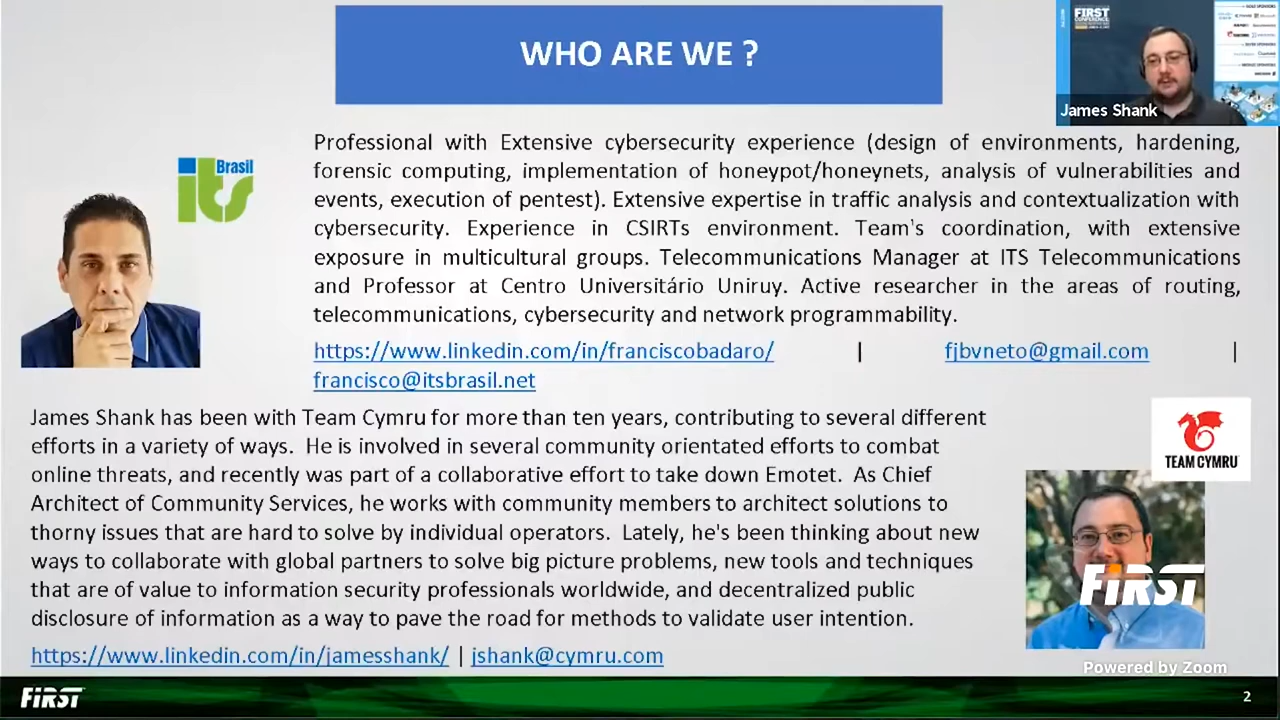 WHO ARE WE ?
FIRST
CONFERENCE
James Shank
Brasil
its
Professional with Extensive cybersecurity experience (design of environments, hardening,
forensic computing, implementation of honeypot/honeynets, analysis of vulnerabilities and
events, execution of pentest). Extensive expertise in traffic analysis and contextualization with
cybersecurity. Experience in CSIRTs environment. Team's coordination, with extensive
exposure in multicultural groups. Telecommunications Manager at ITS Telecommunications
and Professor at Centro Universitário Uniruy. Active researcher in the areas of routing,
telecommunications, cybersecurity and network programmability.
https://www.linkedin.com/in/franciscobadaro/ | fjbvneto@gmail.com |
francisco@itsbrasil.net
James Shank has been with Team Cymru for more than ten years, contributing to several different
efforts in a variety of ways. He is involved in several community orientated efforts to combat
online threats, and recently was part of a collaborative effort to take down Emotet. As Chief
Architect of Community Services, he works with community members to architect solutions to
thorny issues that are hard to solve by individual operators. Lately, he's been thinking about new
ways to collaborate with global partners to solve big picture problems, new tools and techniques
that are of value to information security professionals worldwide, and decentralized public
disclosure of information as a way to pave the road for methods to validate user intention.
https://www.linkedin.com/in/jamesshank/ | jshank@cymru.com
TEAM CYMRU
FIRST
Powered by Zoom
FIRST
2